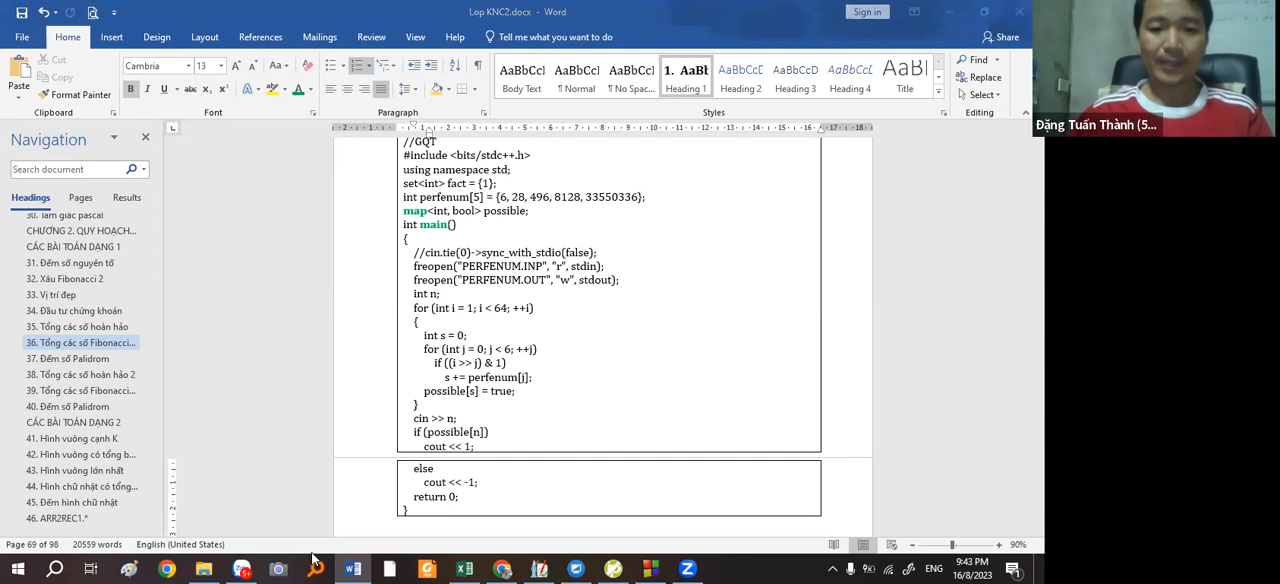 Lop KNC2.docx - Word
Sign in
File Home Insert Design Layout References Mailings Review View Help Tell me what you want to do Share
Paste
Cut
Copy
Format Painter
Clipboard
Cambria 13
Font
Paragraph
AaBbCcI Body Text
AaBbCcI ¶ Normal
AaBbCcI ¶ No Spac...
1. AaBb Heading 1
AaBbCcD Heading 2
AaBbCcD Heading 3
AaBbCcD Heading 4
AaBl Title
Styles
Find
Replace
Select
Editing
Đặng Tuấn Thành (5...
Navigation
Search document
Headings Pages Results
30. Tam giác pascal
CHƯƠNG 2. QUY HOẠCH...
CÁC BÀI TOÁN DẠNG 1
31. Đếm số nguyên tố
32. Xâu Fibonacci 2
33. Vị trí đẹp
34. Đầu tư chứng khoán
35. Tổng các số hoàn hảo
36. Tổng các số Fibonacci...
37. Đếm số Palidrom
38. Tổng các số hoàn hảo 2
39. Tổng các số Fibonacci...
40. Đếm số Palidrom
CÁC BÀI TOÁN DẠNG 2
41. Hình vuông cạnh K
42. Hình vuông có tổng b...
43. Hình vuông lớn nhất
44. Hình chữ nhật có tổng...
45. Đếm hình chữ nhật
46. ARR2REC1.*
//GQT
#include <bits/stdc++.h>
using namespace std;
set<int> fact = {1};
int perfenum[5] = {6, 28, 496, 8128, 33550336};
map<int, bool> possible;
int main()
{
//cin.tie(0)->sync_with_stdio(false);
freopen("PERFENUM.INP", "r", stdin);
freopen("PERFENUM.OUT", "w", stdout);
int n;
for (int i = 1; i < 64; ++i)
{
int s = 0;
for (int j = 0; j < 6; ++j)
if ((i >> j) & 1)
s += perfenum[j];
possible[s] = true;
}
cin >> n;
if (possible[n])
cout << 1;
else
cout << -1;
return 0;
}
Page 69 of 98 20559 words English (United States)
90%
ENG
9:43 PM
16/8/2023